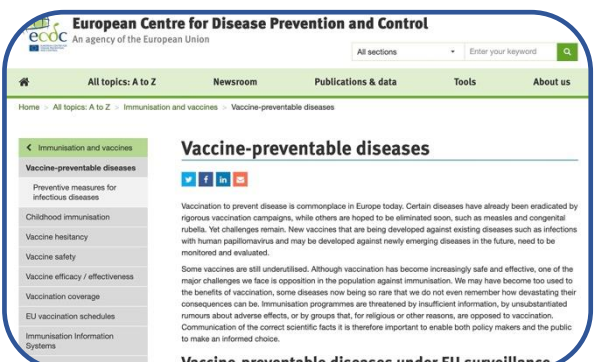 ecdc
European Centre for Disease Prevention and Control
An agency of the European Union
All sections
Enter your keyword
All topics: A to Z
Newsroom
Publications & data
Tools
About us
Home > All topics: A to Z > Immunisation and vaccines > Vaccine-preventable diseases
Immunisation and vaccines
Vaccine-preventable diseases
Preventive measures for
infectious diseases
Childhood immunisation
Vaccine hesitancy
Vaccine safety
Vaccine efficacy / effectiveness
Vaccination coverage
EU vaccination schedules
Immunisation Information
Systems
Vaccine-preventable diseases
Vaccination to prevent disease is commonplace in Europe today. Certain diseases have already been eradicated by
rigorous vaccination campaigns, while others are hoped to be eliminated soon, such as measles and congenital
rubella. Yet challenges remain. New vaccines that are being developed against existing diseases such as infections
with human papillomavirus and may be developed against newly emerging diseases in the future, need to be
monitored and evaluated.
Some vaccines are still underutilised. Although vaccination has become increasingly safe and effective, one of the
major challenges we face is opposition in the population against immunisation. We may have become too used to
the benefits of vaccination, some diseases now being so rare that we do not even remember how devastating their
consequences can be. Immunisation programmes are threatened by insufficient information, by unsubstantiated
rumours about adverse effects, or by groups that, for religious or other reasons, are opposed to vaccination.
Communication of the correct scientific facts it is therefore important to enable both policy makers and the public
to make an informed choice.
Vaccine-preventable diseases under EU surveillance